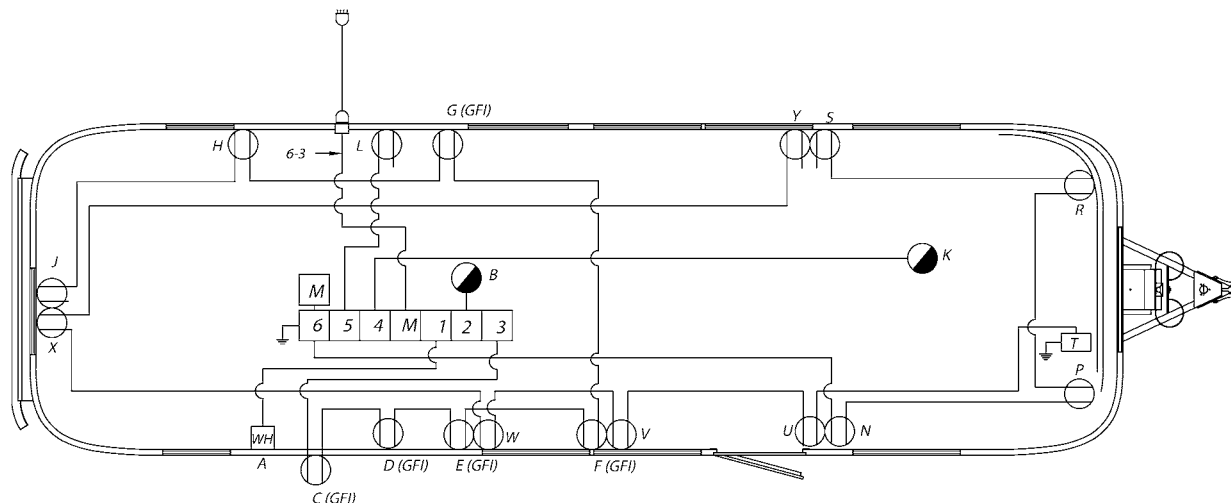 G (GFI)
Y
S
H
6-3
L
R
J
B
K
M
6
5
4
M
1
2
3
T
X
P
WH
W
V
U
N
A
D (GFI)
E (GFI)
F (GFI)
C (GFI)